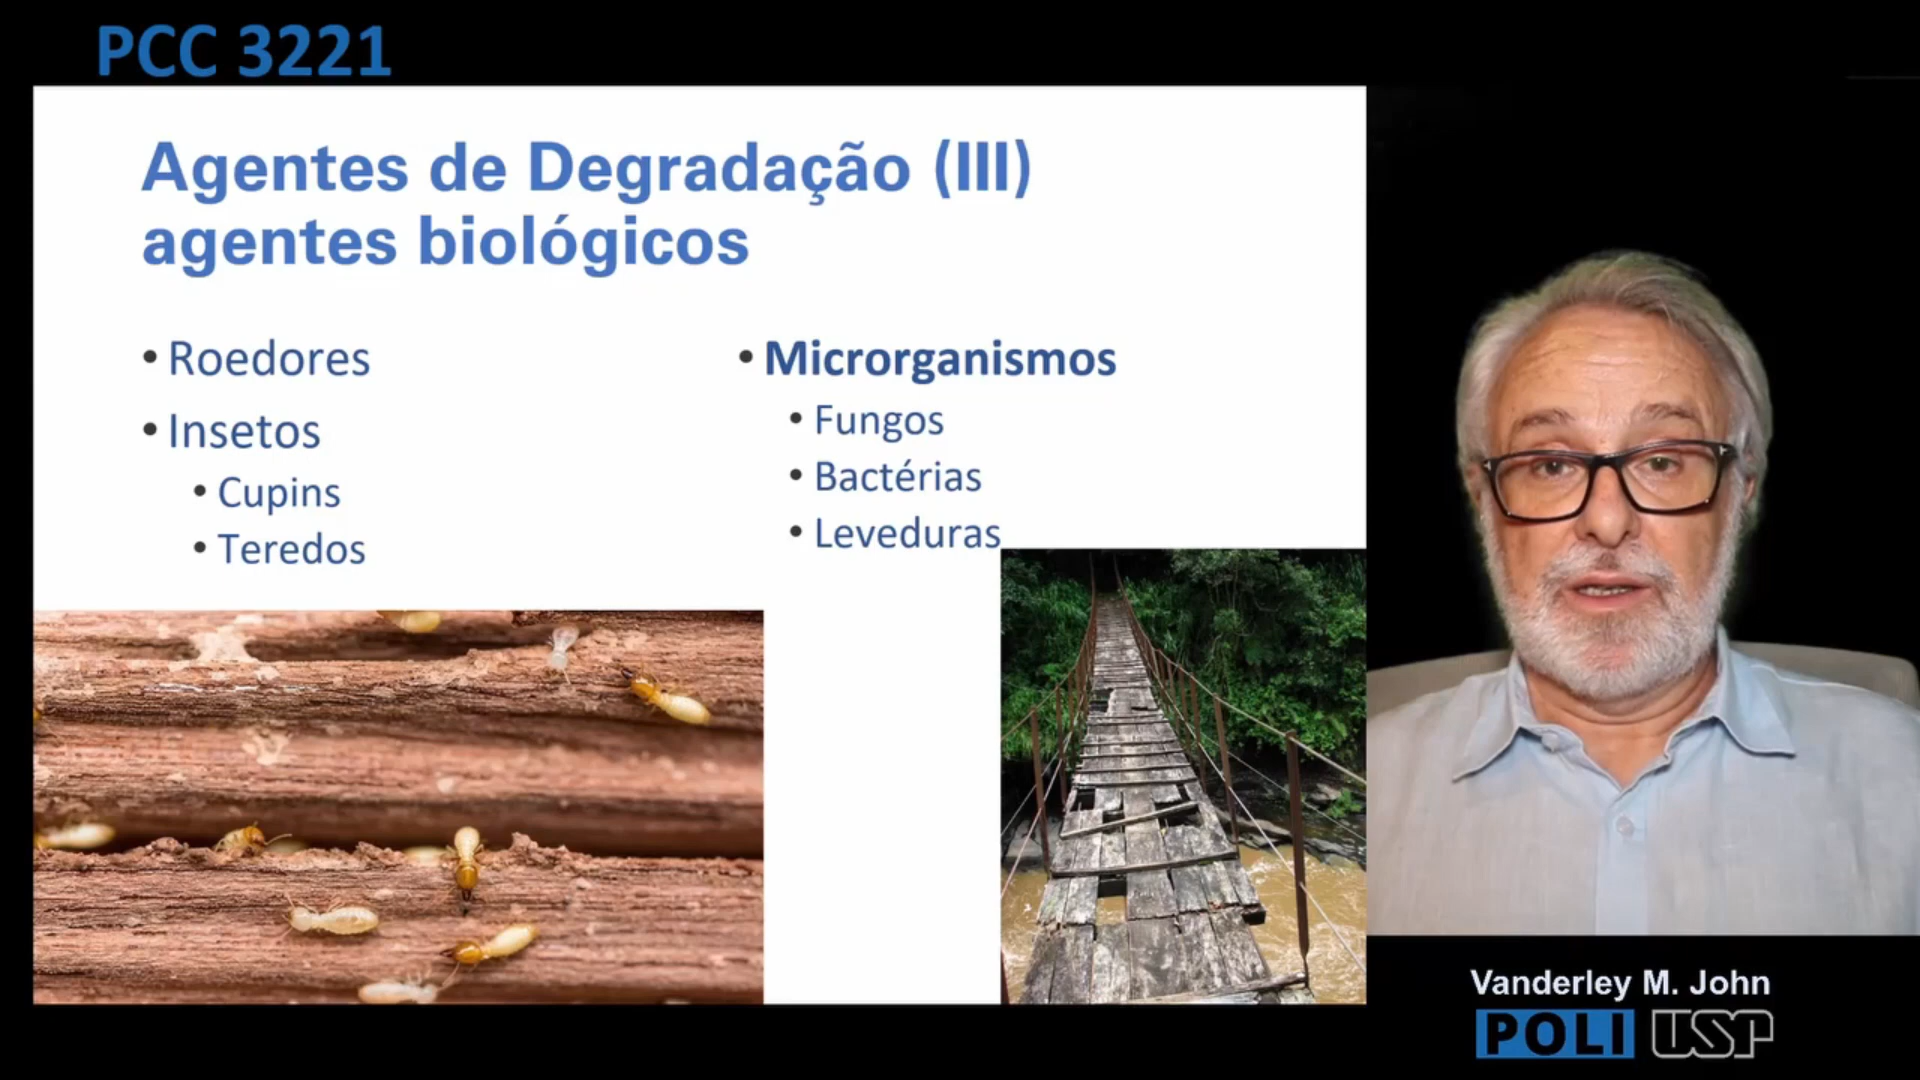 PCC 3221
Agentes de Degradação (III)
agentes biológicos
• Roedores
• Insetos
• Cupins
• Teredos
• Microrganismos
• Fungos
• Bactérias
• Leveduras
Vanderley M. John
POLI USP